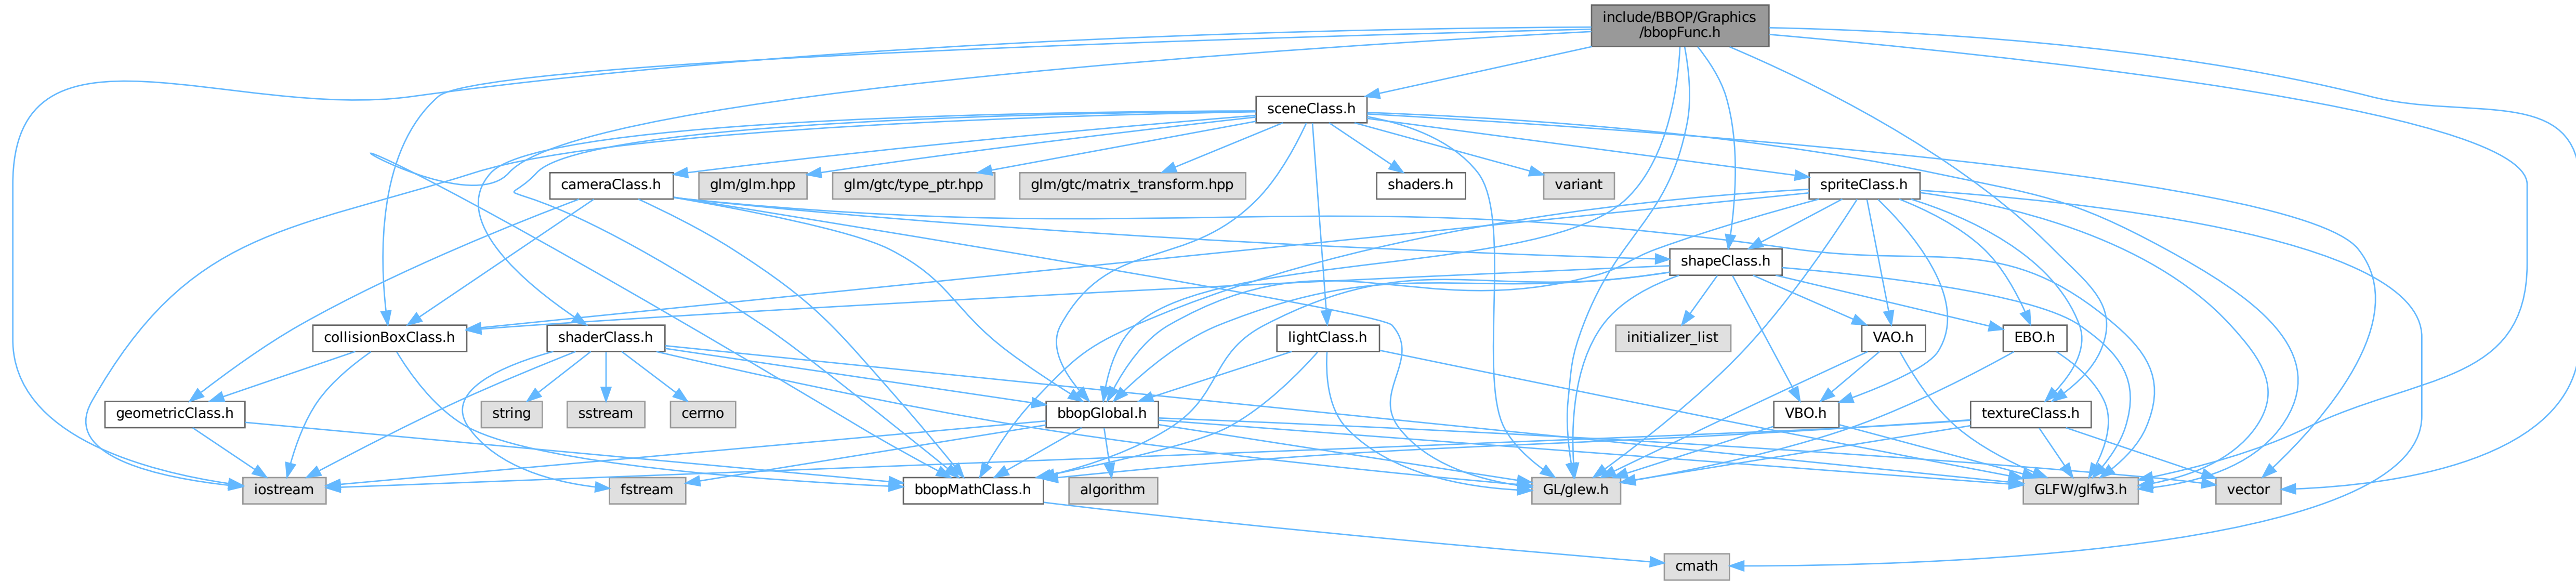 include/BBOP/Graphics
/bbopFunc.h
sceneClass.h
cameraClass.h
glm/glm.hpp
glm/gtc/type_ptr.hpp
glm/gtc/matrix_transform.hpp
shaders.h
variant
spriteClass.h
shapeClass.h
collisionBoxClass.h
shaderClass.h
lightClass.h
initializer_list
VAO.h
EBO.h
geometricClass.h
string
sstream
cerrno
bbopGlobal.h
VBO.h
textureClass.h
iostream
fstream
bbopMathClass.h
algorithm
GL/glew.h
GLFW/glfw3.h
vector
cmath